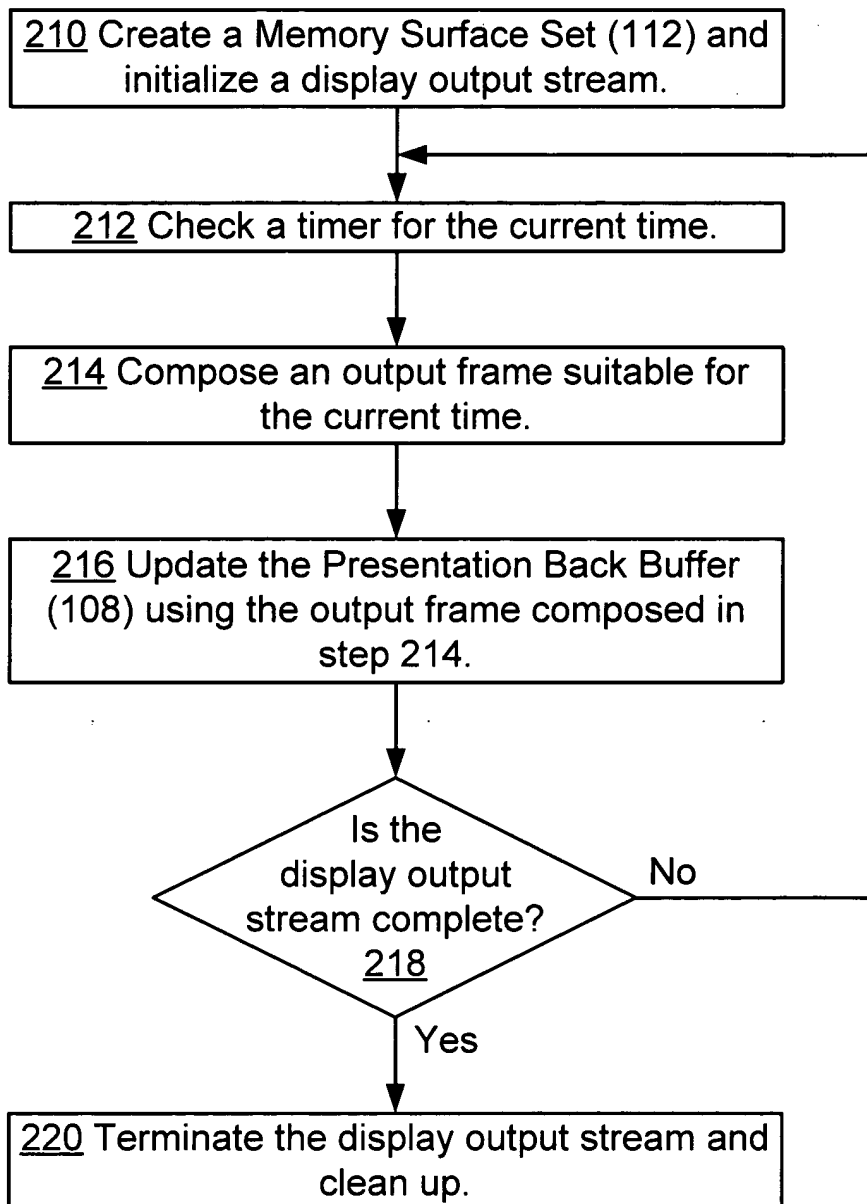 210 Create a Memory Surface Set (112) and
initialize a display output stream.
212 Check a timer for the current time.
214 Compose an output frame suitable for
the current time.
216 Update the Presentation Back Buffer
(108) using the output frame composed in
step 214.
Is the
display output
stream complete?
218
No
Yes
220 Terminate the display output stream and
clean up.